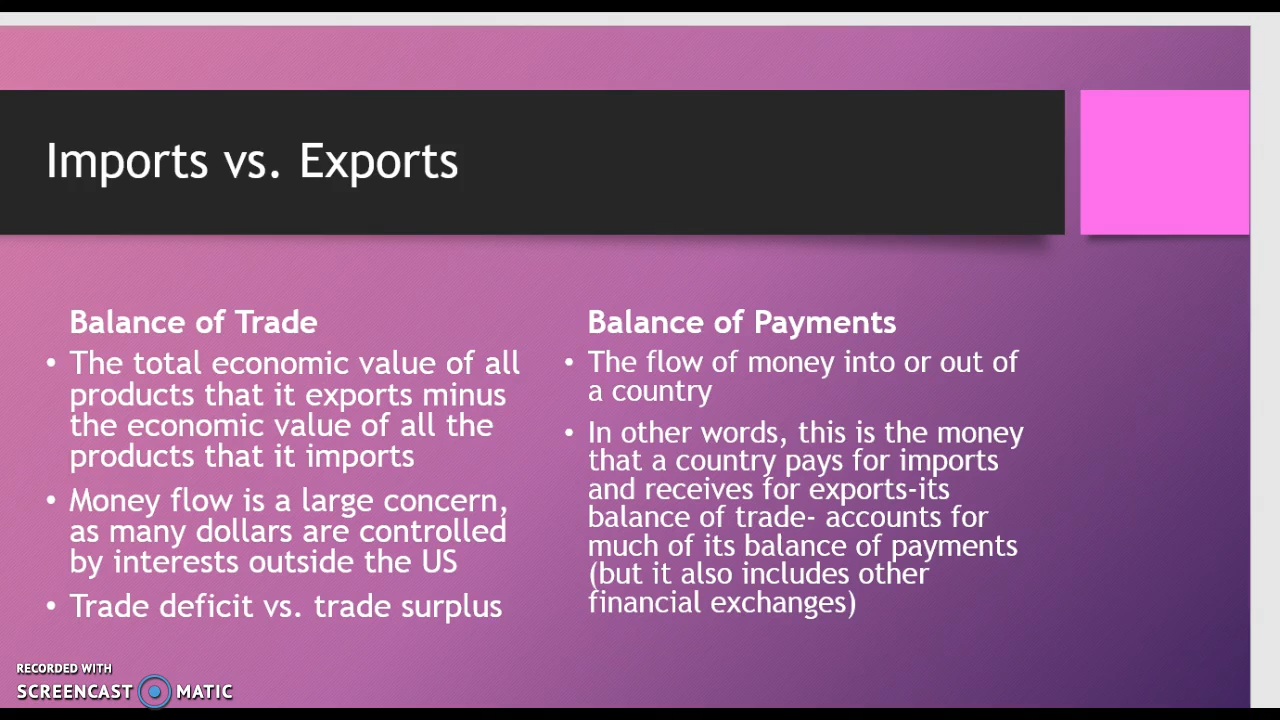 Imports vs. Exports
Balance of Trade
• The total economic value of all
products that it exports minus
the economic value of all the
products that it imports
• Money flow is a large concern,
as many dollars are controlled
by interests outside the US
• Trade deficit vs. trade surplus
Balance of Payments
• The flow of money into or out of
a country
• In other words, this is the money
that a country pays for imports
and receives for exports-its
balance of trade- accounts for
much of its balance of payments
(but it also includes other
financial exchanges)
RECORDED WITH
SCREENCAST MATIC